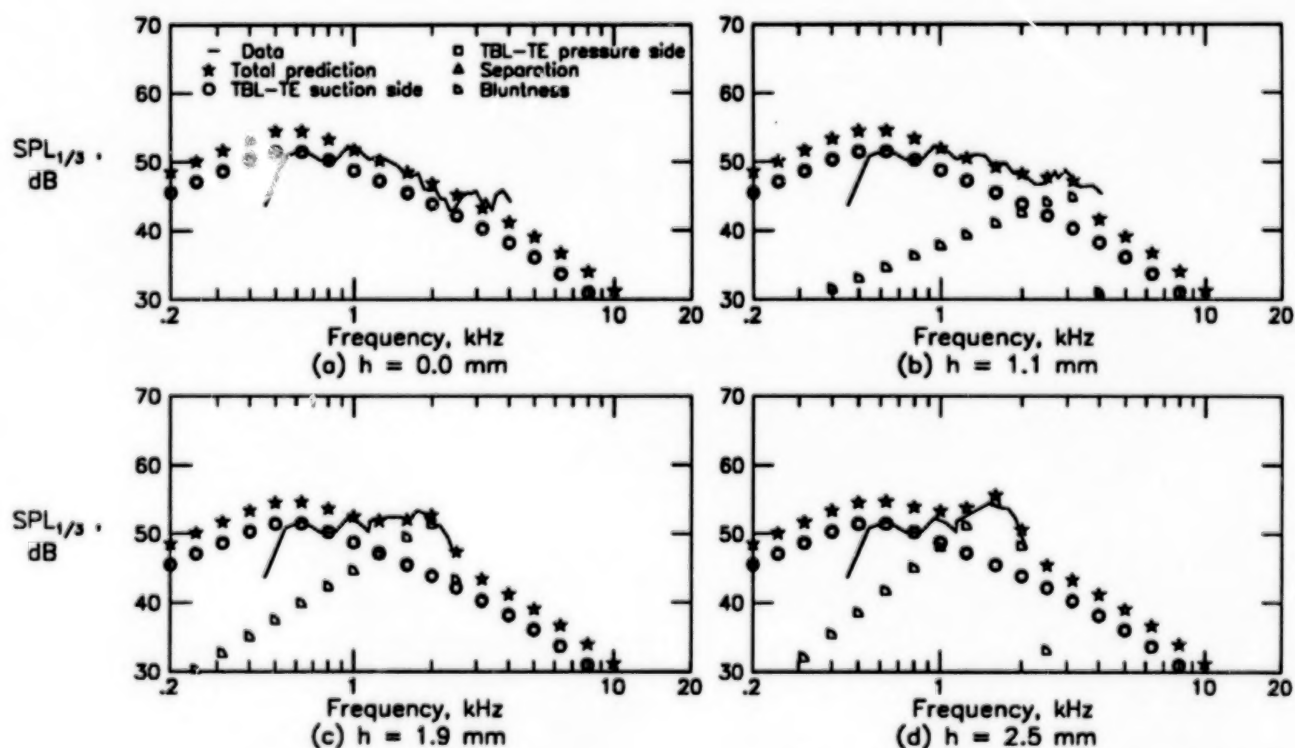 70
60
50
40
30
SPL1/3 ,
dB
— Data
★ Total prediction
○ TBL–TE suction side
□ TBL–TE pressure side
△ Separation
Bluntness
.2 1 10 20
Frequency, kHz
(a) h = 0.0 mm
70
60
50
40
30
.2 1 10 20
Frequency, kHz
(b) h = 1.1 mm
70
60
50
40
30
SPL1/3 ,
dB
.2 1 10 20
Frequency, kHz
(c) h = 1.9 mm
70
60
50
40
30
.2 1 10 20
Frequency, kHz
(d) h = 2.5 mm